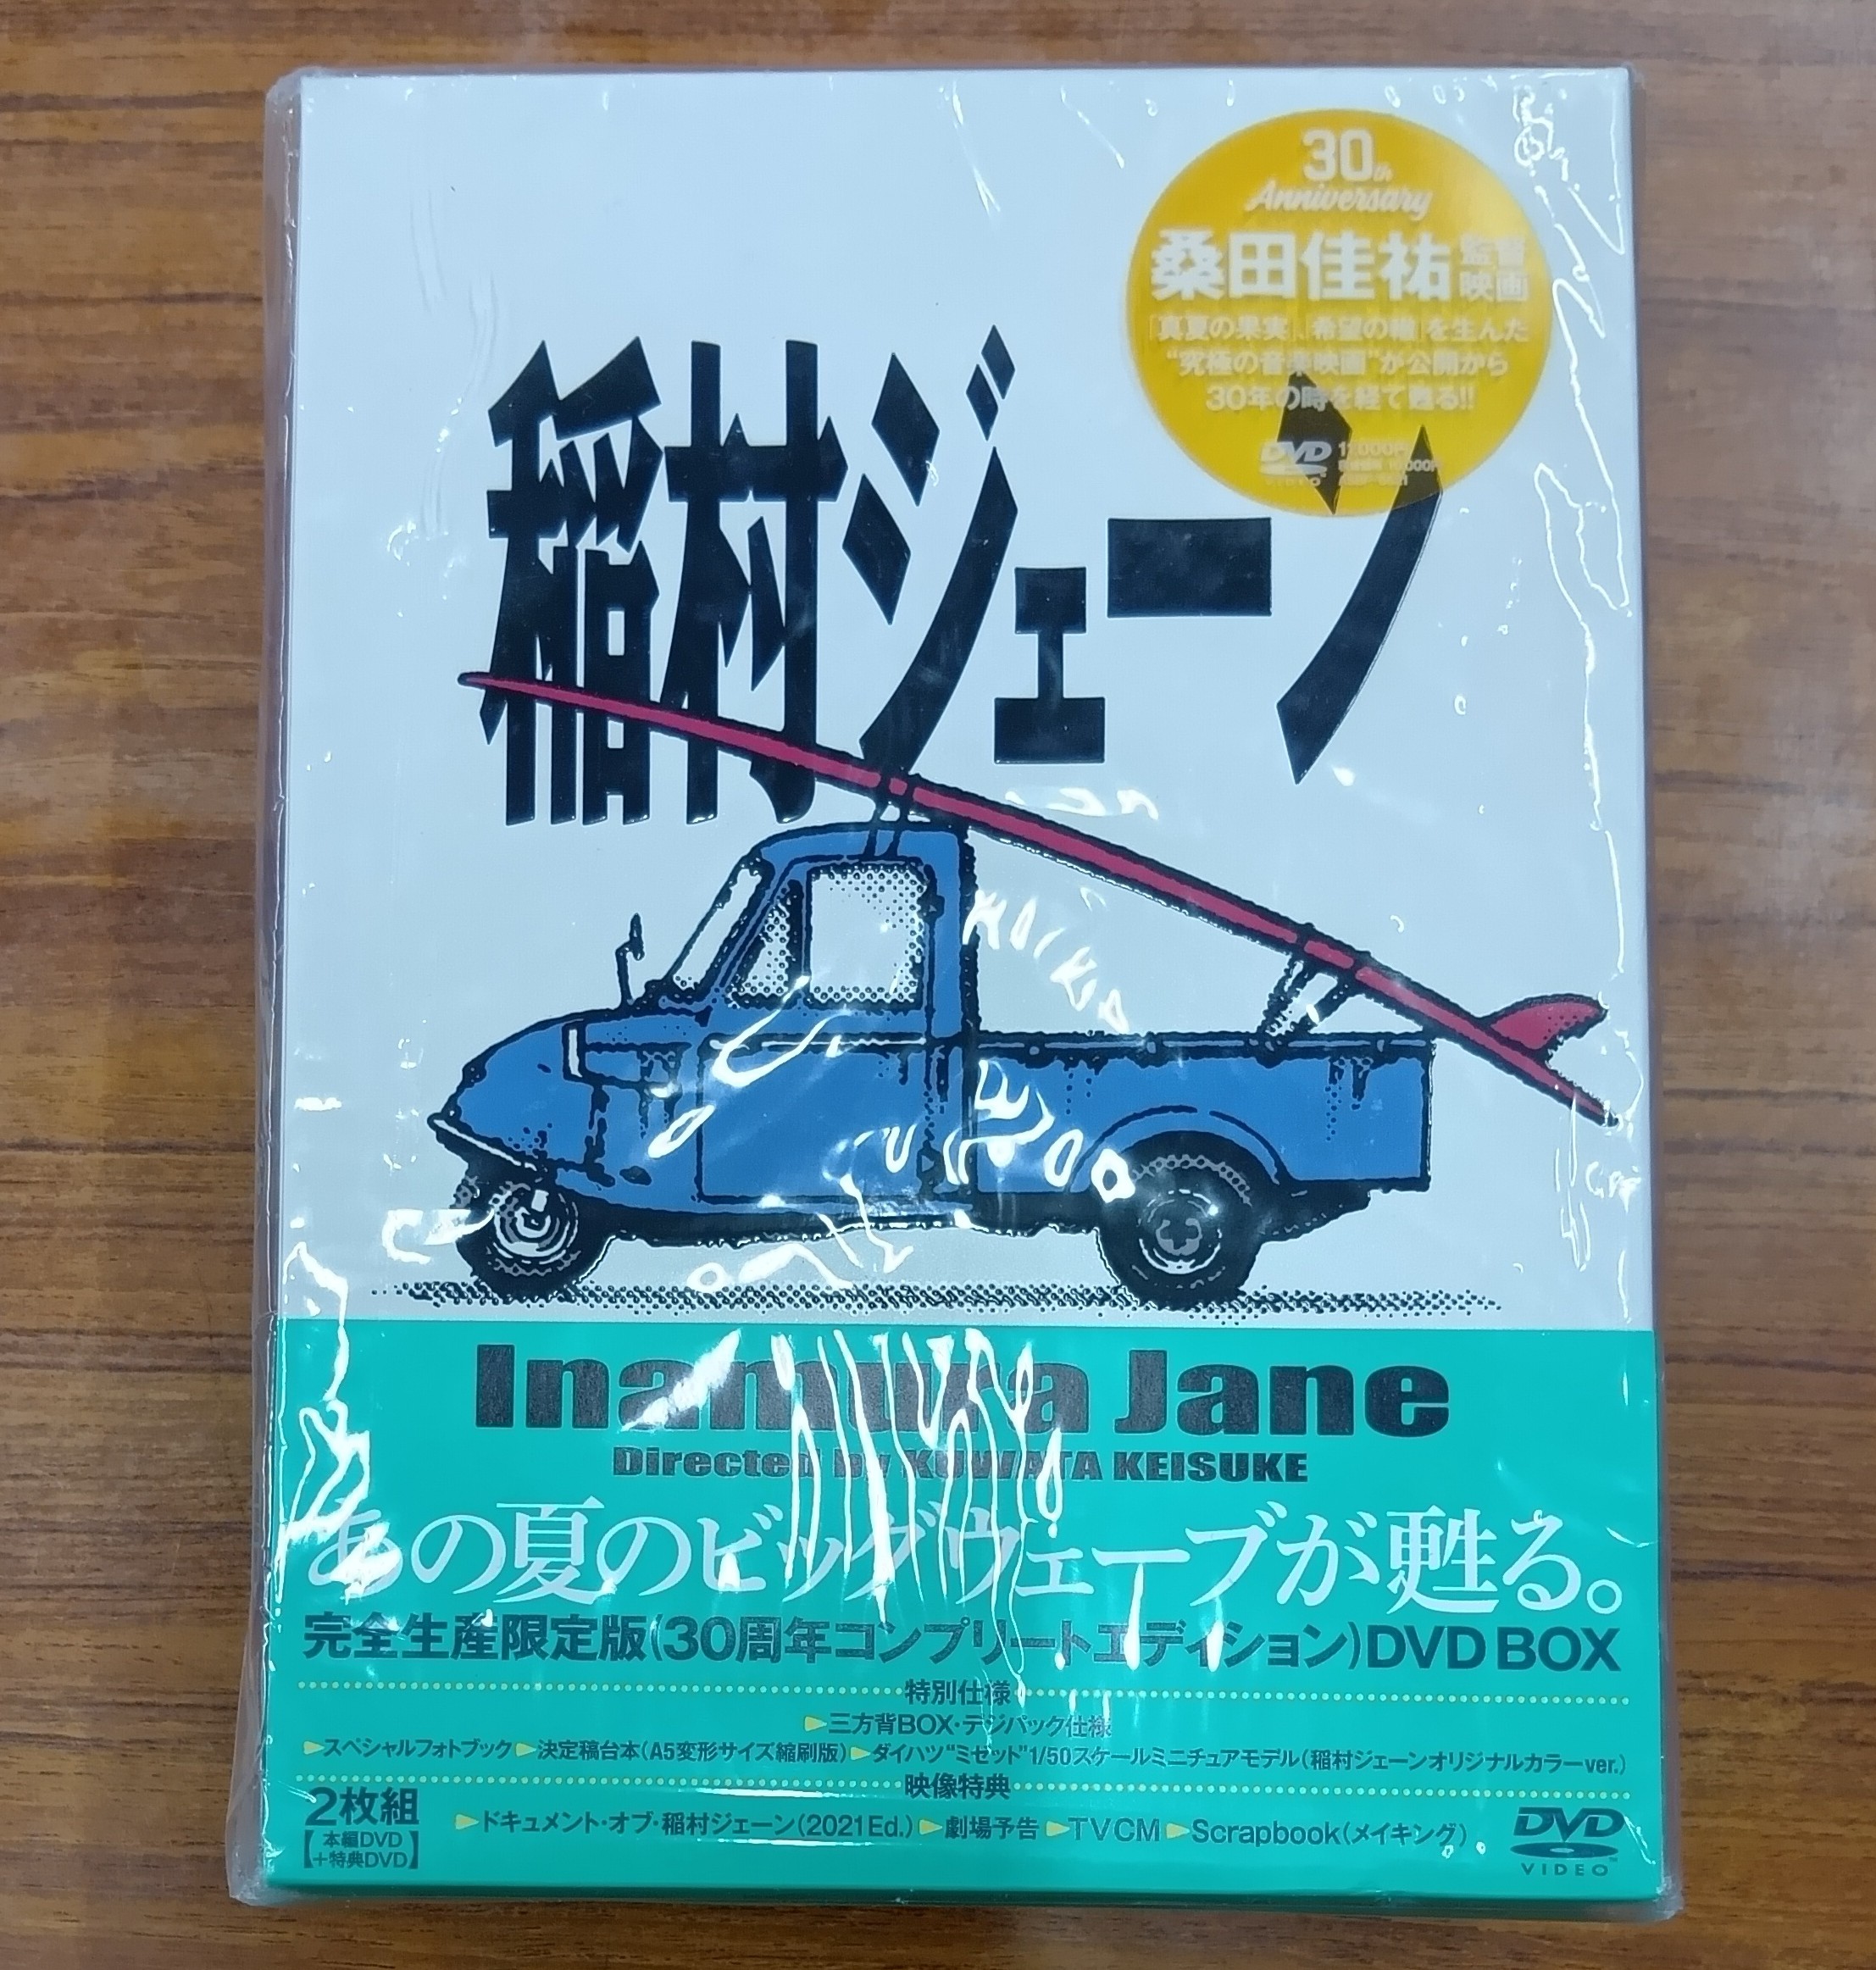 30th
Anniversary
桑田佳祐 監督映画
「真夏の果実」、「希望の轍」を生んだ
“究極の音楽映画”が公開から
30年の時を経て甦る!!
DVD
VIDEO
稲村ジェーン
Inamura Jane
Directed by KUWATA KEISUKE
あの夏のビッグウェーブが甦る。
完全生産限定版(30周年コンプリートエディション)DVD BOX
特別仕様
三方背BOX・デジパック仕様
スペシャルフォトブック 決定稿台本(A5変形サイズ縮刷版) ダイハツ“ミゼット”1/50スケールミニチュアモデル(稲村ジェーンオリジナルカラーver.)
映像特典
ドキュメント・オブ・稲村ジェーン(2021Ed.) 劇場予告 TVCM Scrapbook(メイキング)
2枚組
【本編DVD
+特典DVD】
DVD
VIDEO